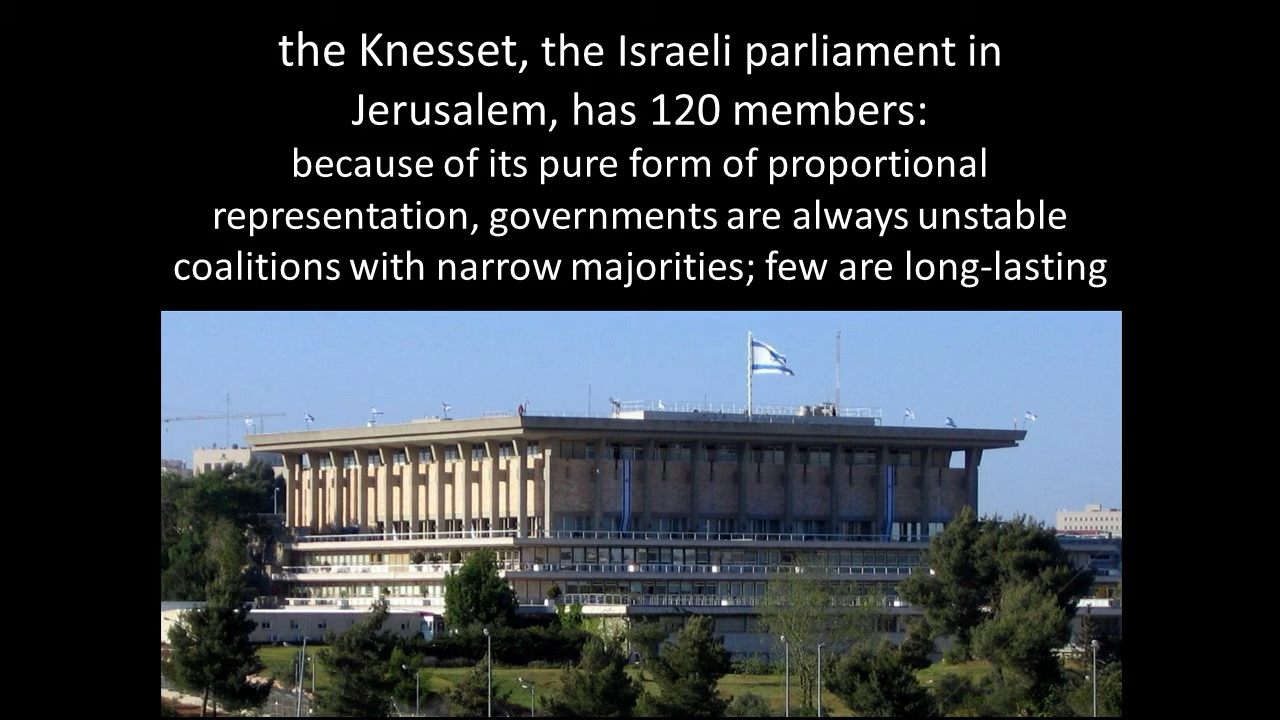 the Knesset, the Israeli parliament in
Jerusalem, has 120 members:
because of its pure form of proportional
representation, governments are always unstable
coalitions with narrow majorities; few are long-lasting